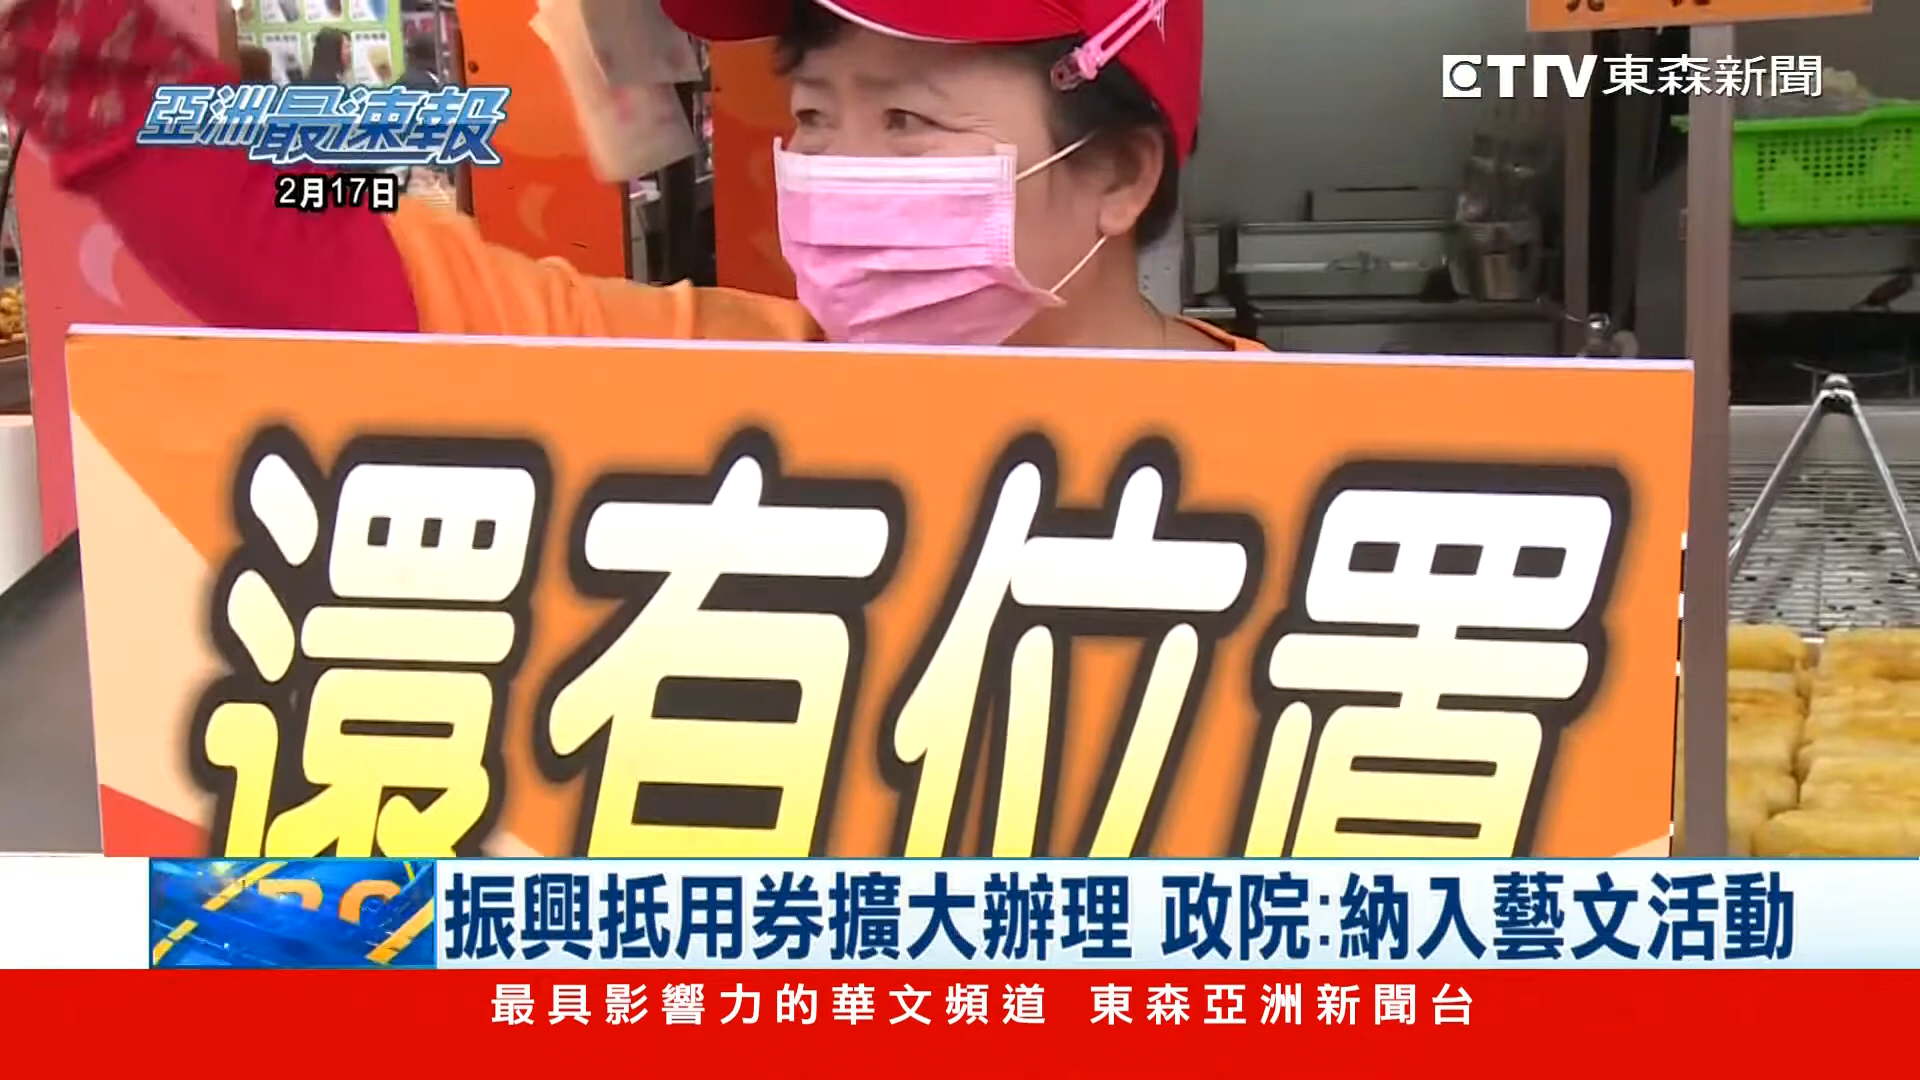 ETtV東森新聞
亞洲最速報
2月17日
還有位置
振興抵用券擴大辦理 政院:納入藝文活動
最具影響力的華文頻道 東森亞洲新聞台